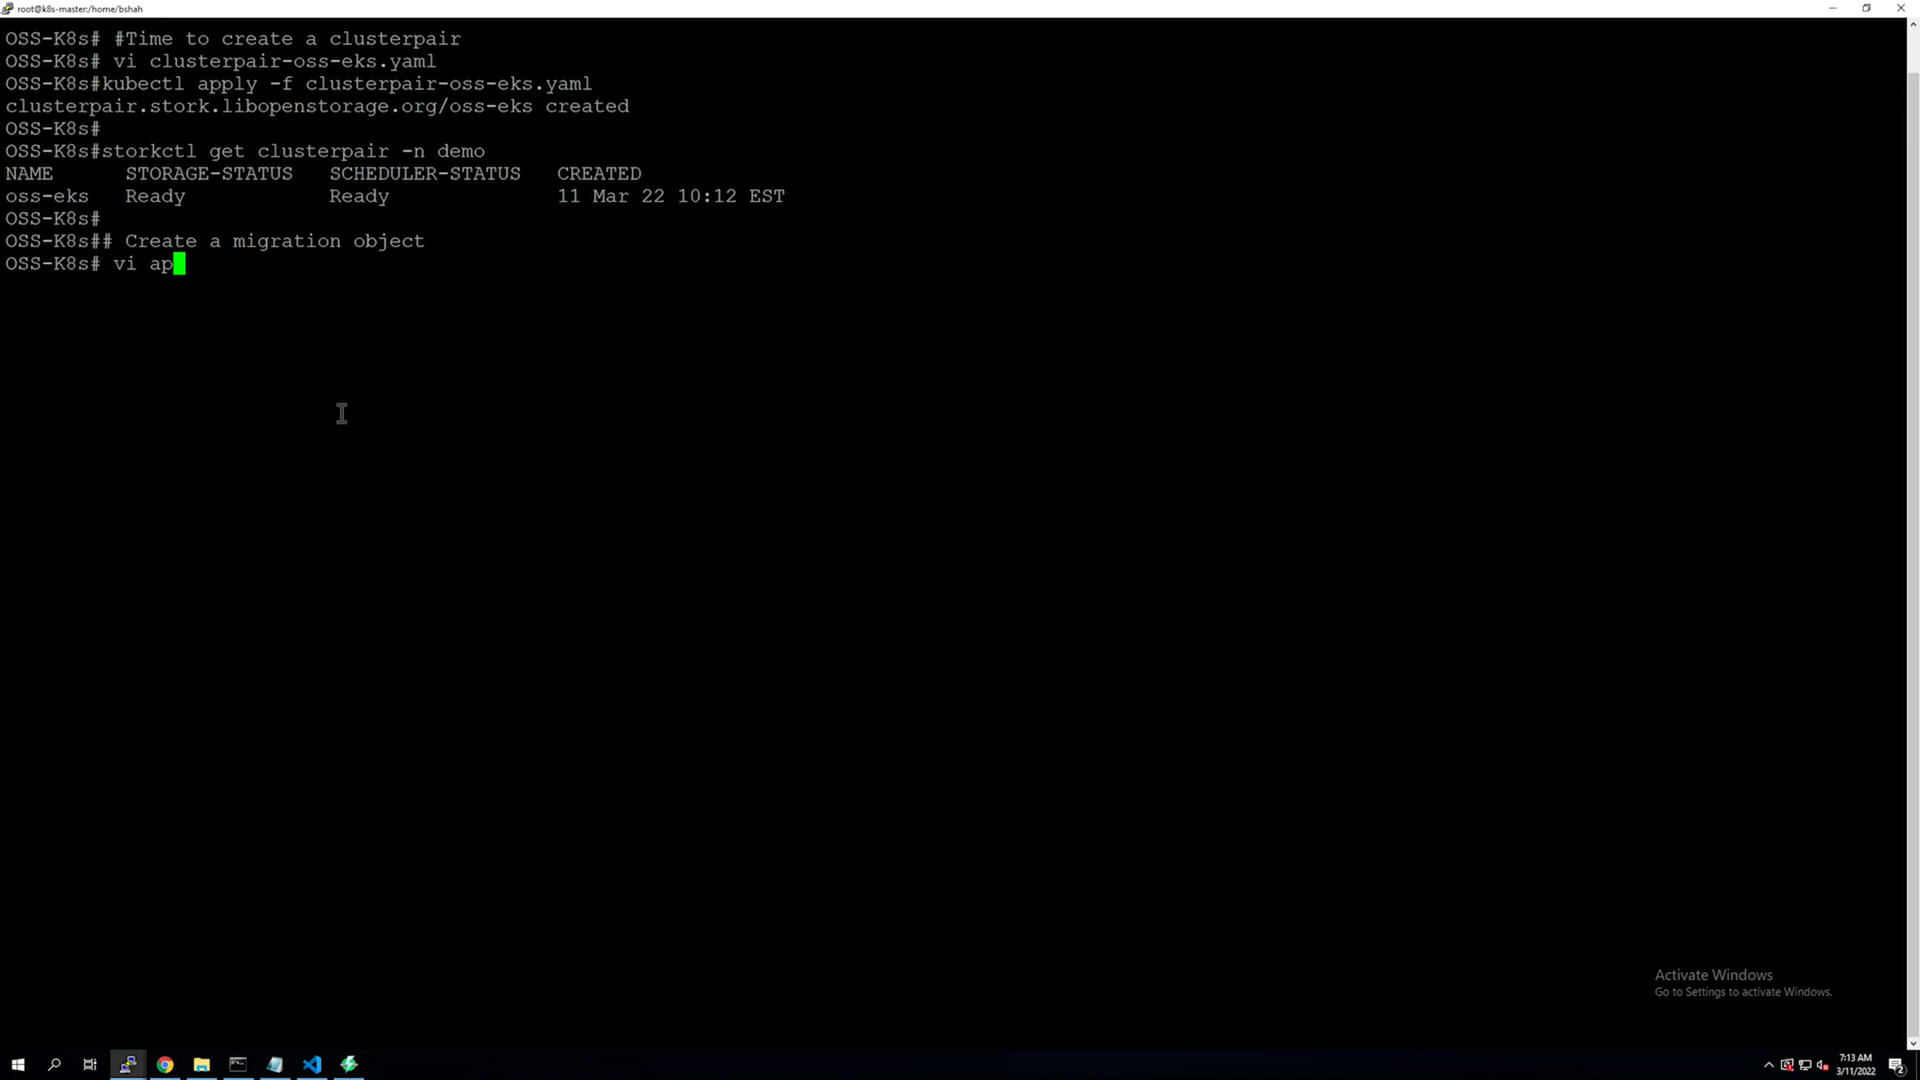 root@k8s-master:/home/bshah
OSS-K8s# #Time to create a clusterpair
OSS-K8s# vi clusterpair-oss-eks.yaml
OSS-K8s#kubectl apply -f clusterpair-oss-eks.yaml
clusterpair.stork.libopenstorage.org/oss-eks created
OSS-K8s#
OSS-K8s#storkctl get clusterpair -n demo
NAME STORAGE-STATUS SCHEDULER-STATUS CREATED
oss-eks Ready Ready 11 Mar 22 10:12 EST
OSS-K8s#
OSS-K8s## Create a migration object
OSS-K8s# vi ap
Activate Windows
Go to Settings to activate Windows.
7:13 AM
3/11/2022
2